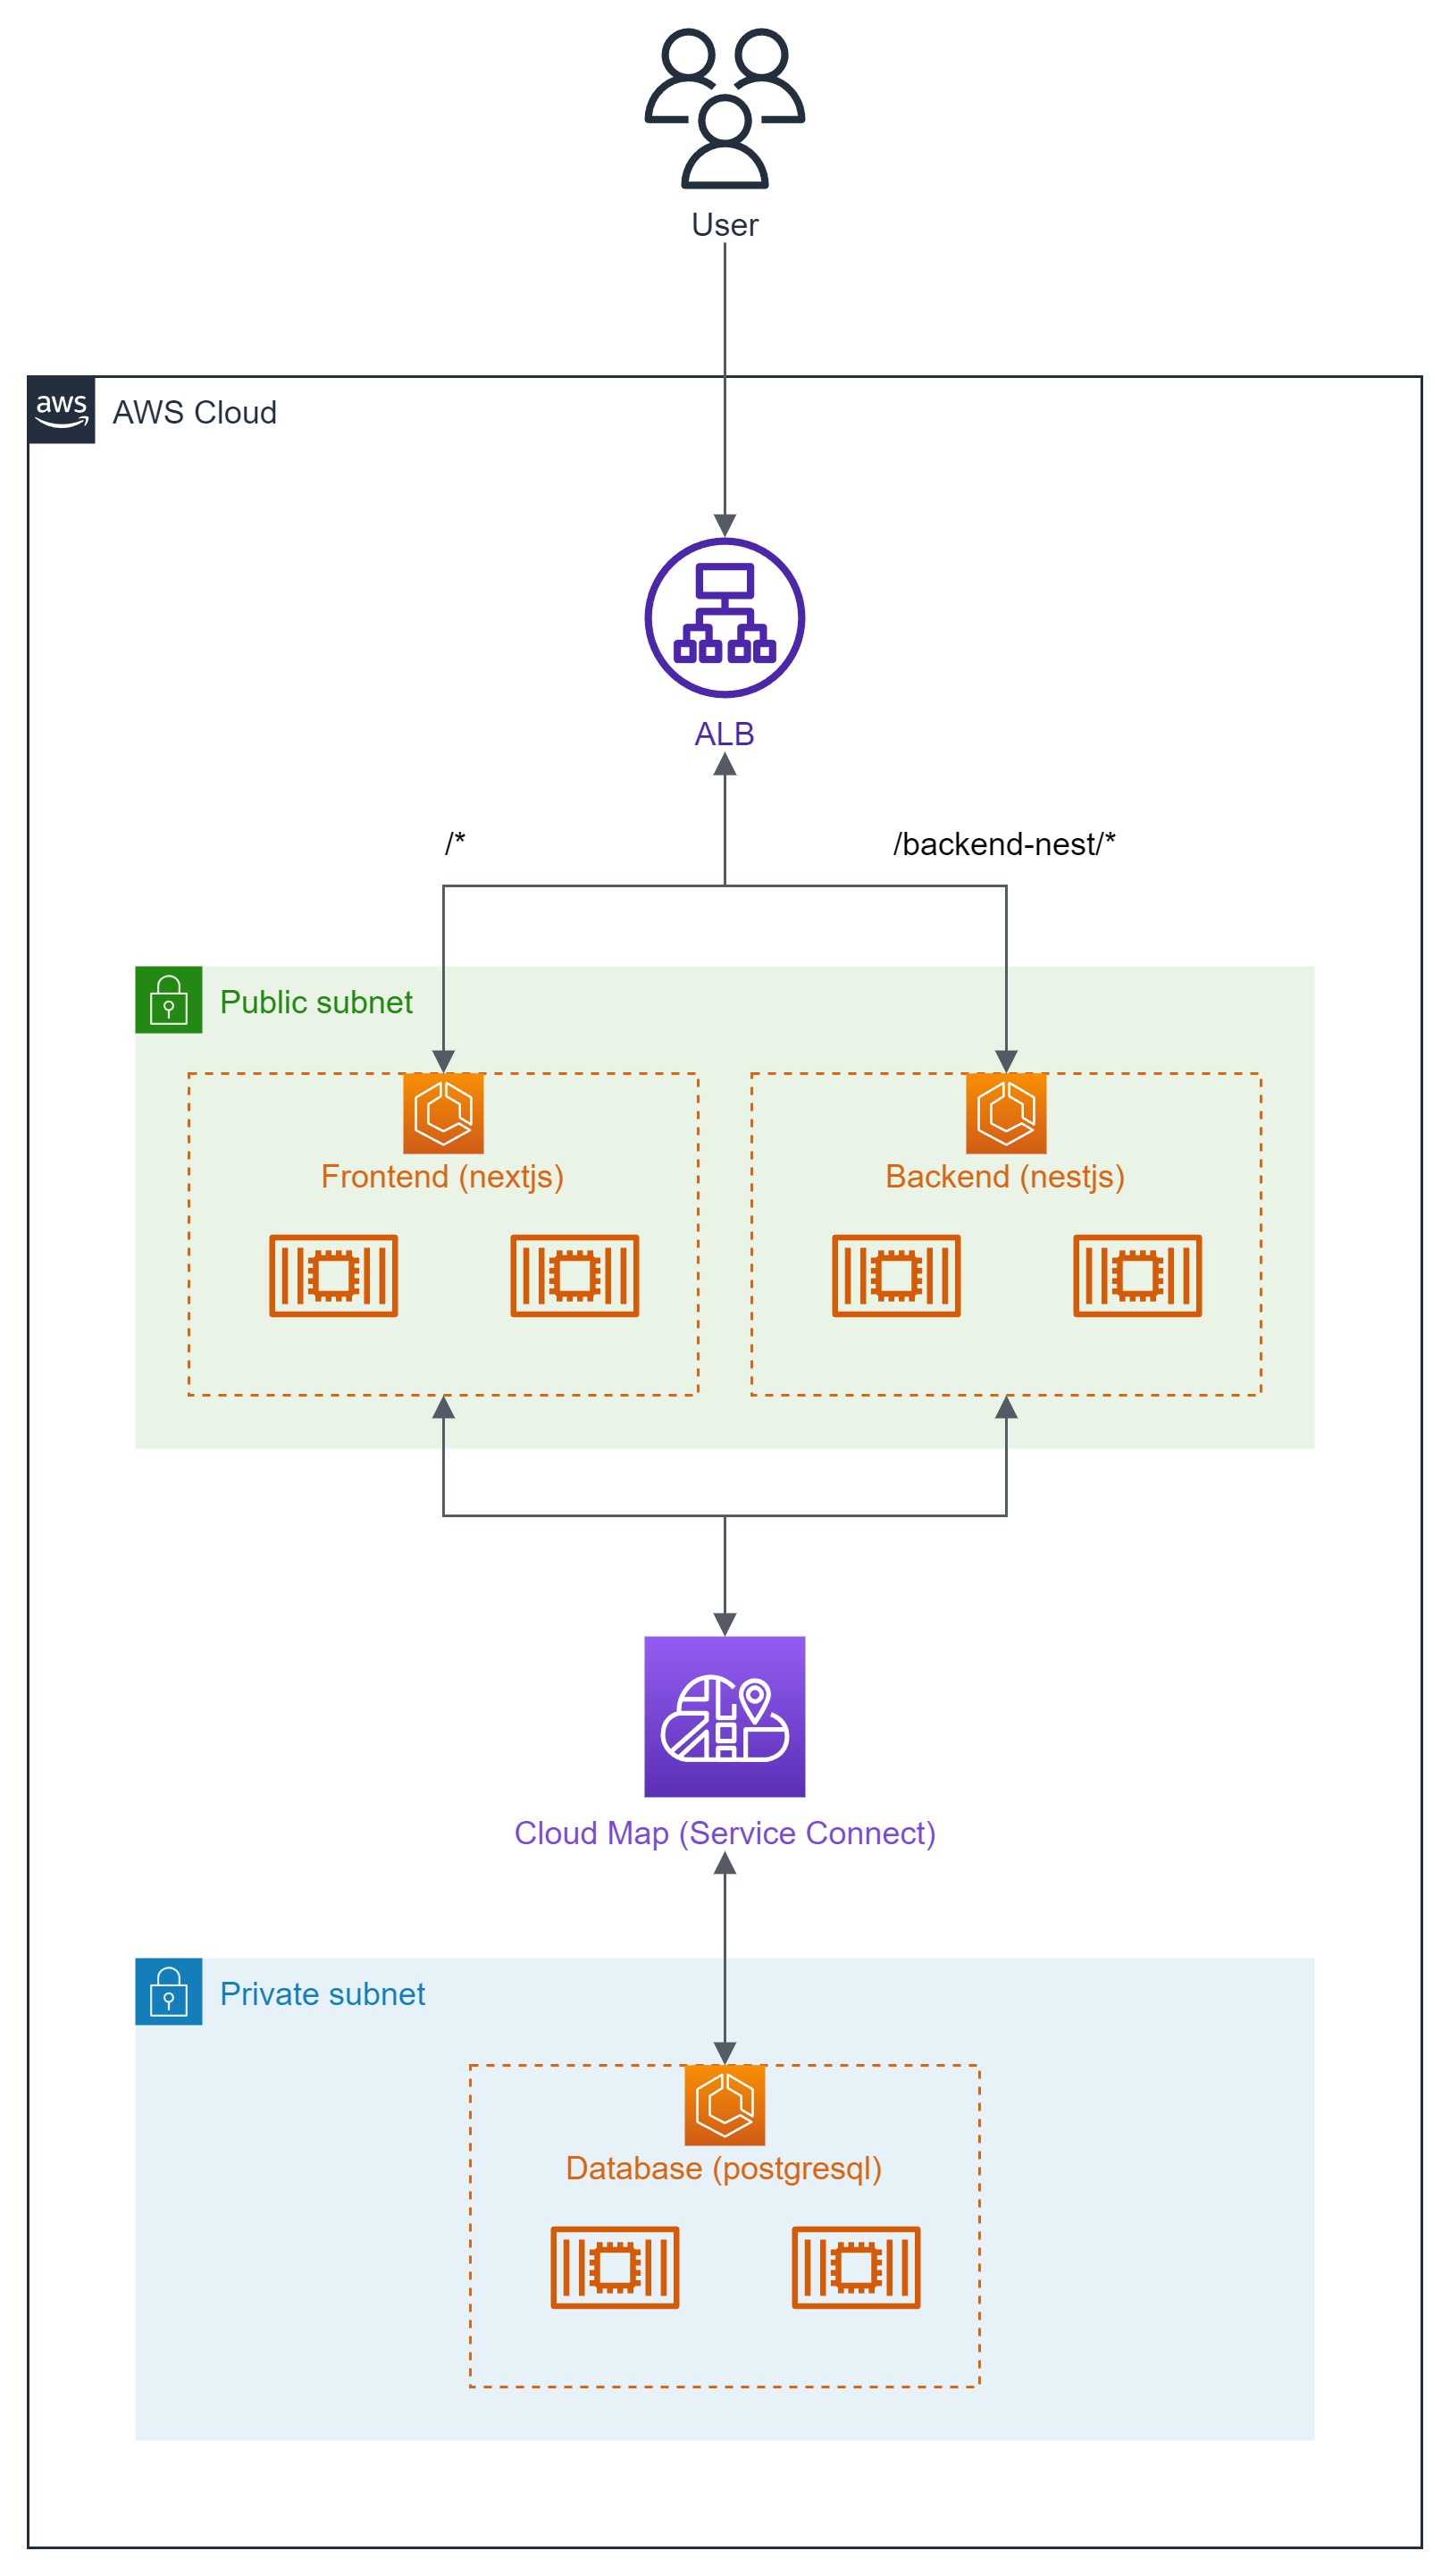 User
aws
AWS Cloud
ALB
/*
/backend-nest/*
Public subnet
Frontend (nextjs)
Backend (nestjs)
Cloud Map (Service Connect)
Private subnet
Database (postgresql)